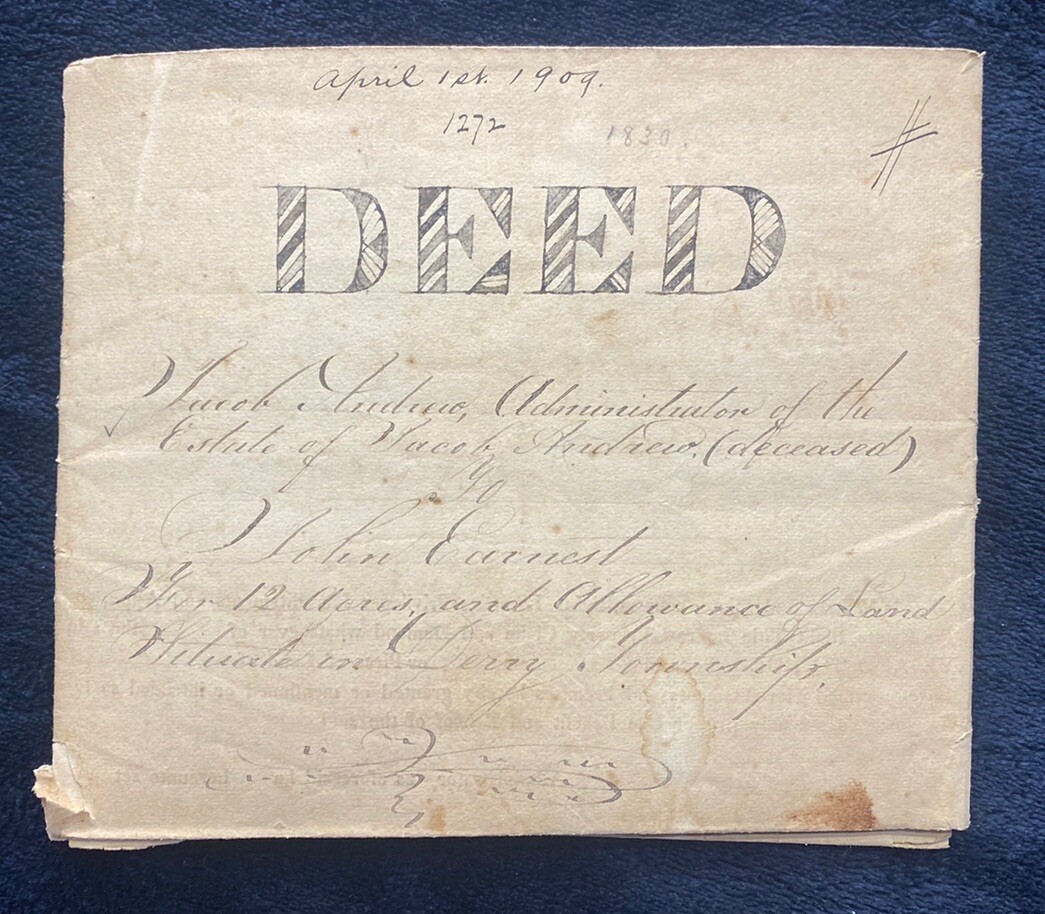 April 1st. 1909.
1272 1830.
DEED
Jacob Andrew, Administrator of the
Estate of Jacob Andrew, (deceased)
To
John Earnest
For 12 Acres, and Allowance of Land
Situate in Derry Township.